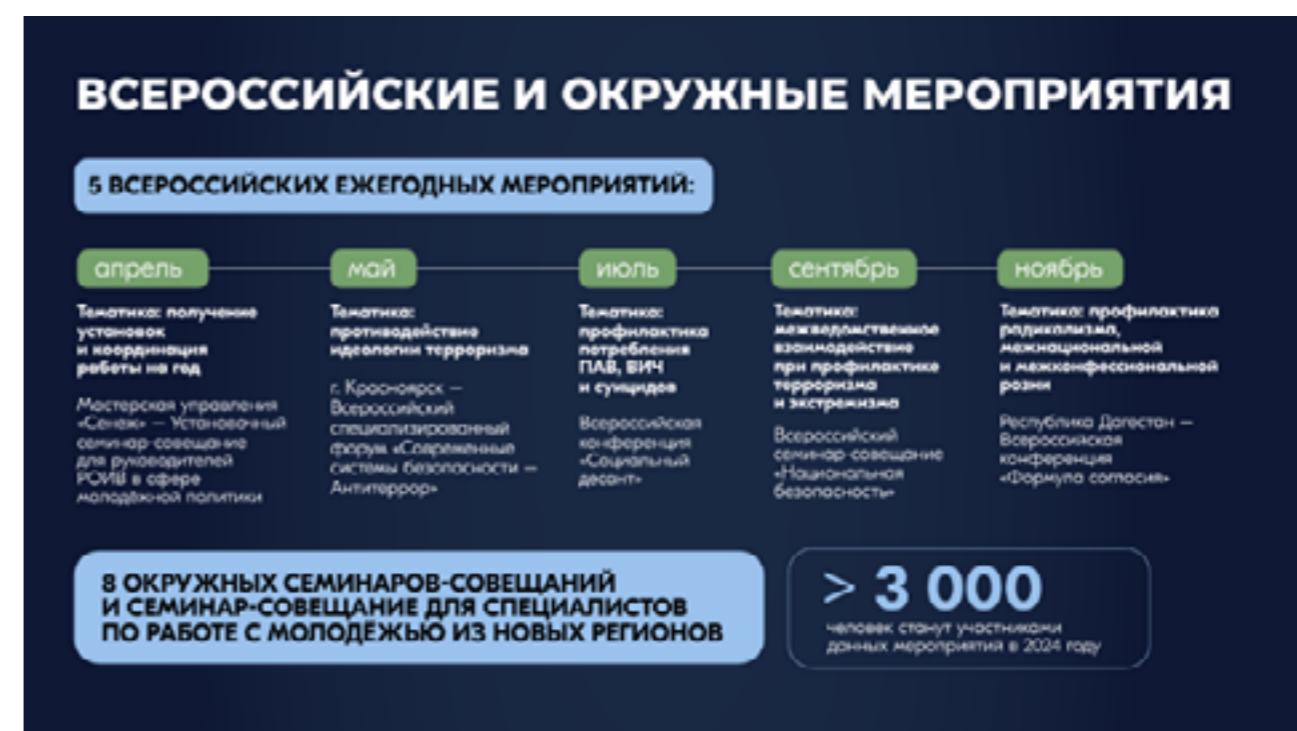 ВСЕРОССИЙСКИЕ И ОКРУЖНЫЕ МЕРОПРИЯТИЯ
5 ВСЕРОССИЙСКИХ ЕЖЕГОДНЫХ МЕРОПРИЯТИЙ:
апрель
Тематика: получение
установок
и координация
работы на год
Мастерская управления
«Сенеж» — Установочный
семинар-совещание
для руководителей
РОИВ в сфере
молодёжной политики
май
Тематика:
противодействие
идеологии терроризма
г. Красноярск —
Всероссийский
специализированный
форум «Современные
системы безопасности —
Антитеррор»
июль
Тематика:
профилактика
потребления
ПАВ, ВИЧ
и суицидов
Всероссийская
конференция
«Социальный
десант»
сентябрь
Тематика:
межведомственное
взаимодействие
при профилактике
терроризма
и экстремизма
Всероссийский
семинар-совещание
«Национальная
безопасность»
ноябрь
Тематика: профилактика
радикализма,
межнациональной
и межконфессиональной
розни
Республика Дагестан —
Всероссийская
конференция
«Формула согласия»
8 ОКРУЖНЫХ СЕМИНАРОВ-СОВЕЩАНИЙ
И СЕМИНАР-СОВЕЩАНИЕ ДЛЯ СПЕЦИАЛИСТОВ
ПО РАБОТЕ С МОЛОДЁЖЬЮ ИЗ НОВЫХ РЕГИОНОВ
> 3 000
человек станут участниками
данных мероприятий в 2024 году